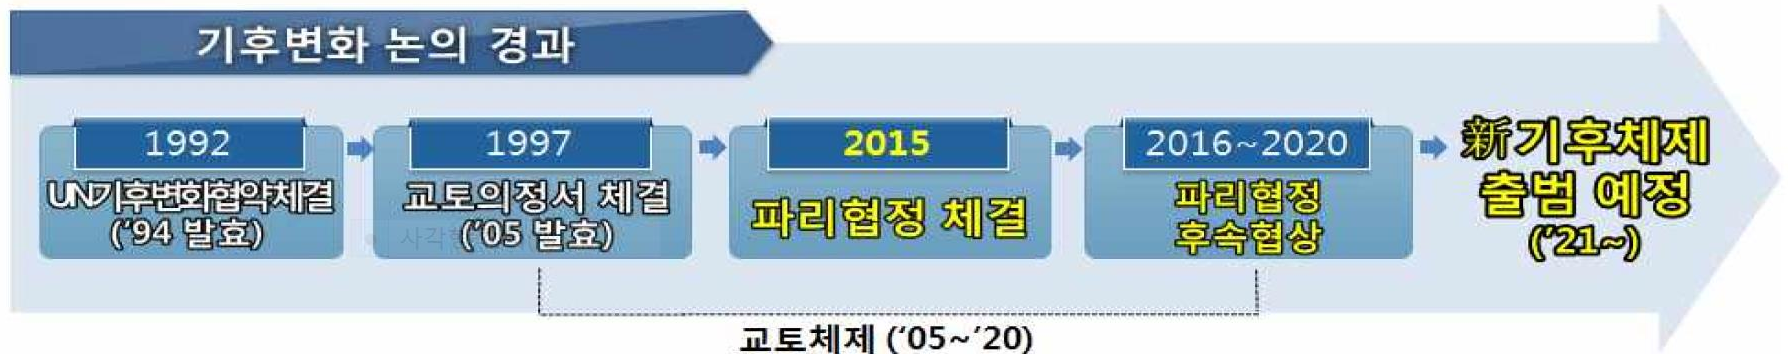 기후변화 논의 경과
1992
UN기후변화협약체결
(‘94 발효)
1997
교토의정서 체결
(‘05 발효)
2015
파리협정 체결
2016~2020
파리협정
후속협상
新기후체제
출범 예정
(‘21~)
교토체제 (‘05~‘20)